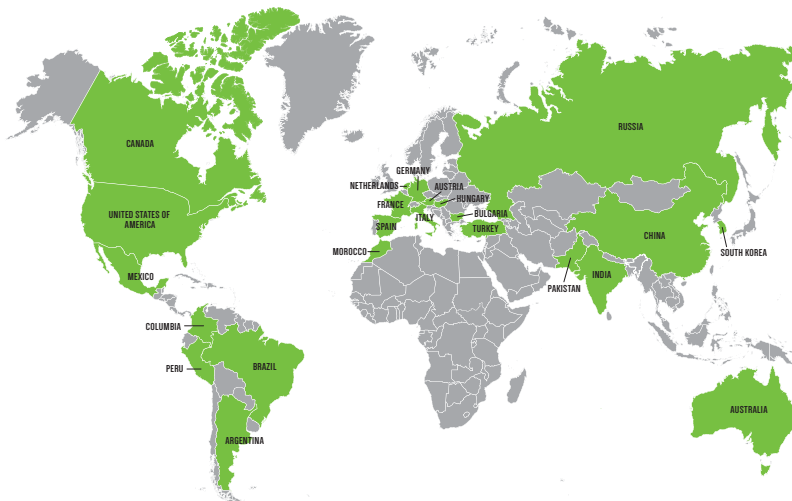 CANADA
RUSSIA
GERMANY
NETHERLANDS
AUSTRIA
HUNGARY
FRANCE
BULGARIA
ITALY
SPAIN
TURKEY
UNITED STATES OF
AMERICA
CHINA
SOUTH KOREA
MOROCCO
MEXICO
INDIA
PAKISTAN
COLUMBIA
PERU
BRAZIL
AUSTRALIA
ARGENTINA